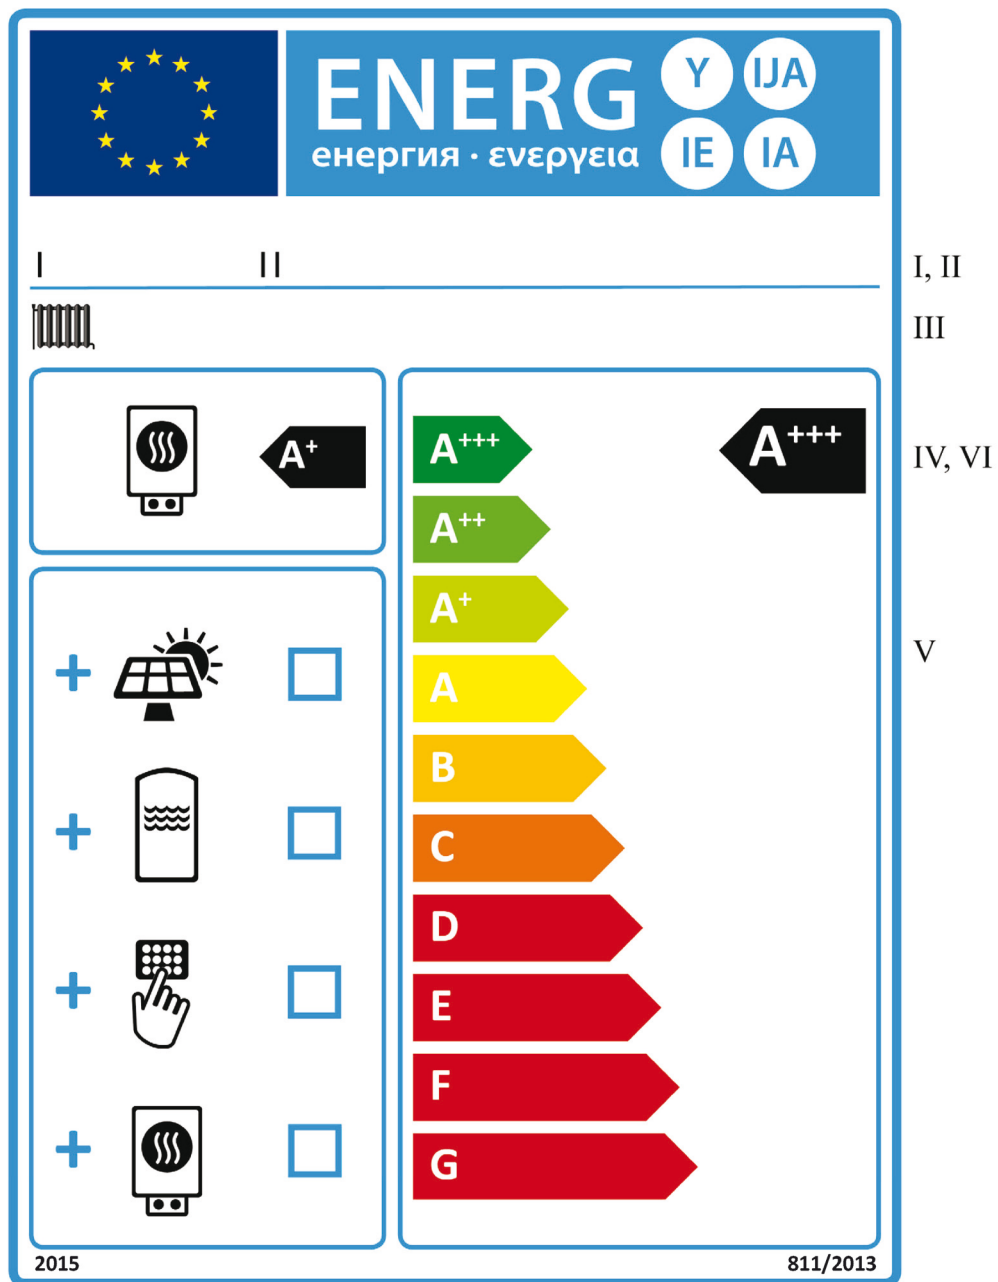 ENERG Y IJA
енергия · ενεργεια IE IA
I II I, II
III
A+ A+++ A+++ IV, VI
A++
A+
V
A
B
C
D
E
F
G
2015 811/2013